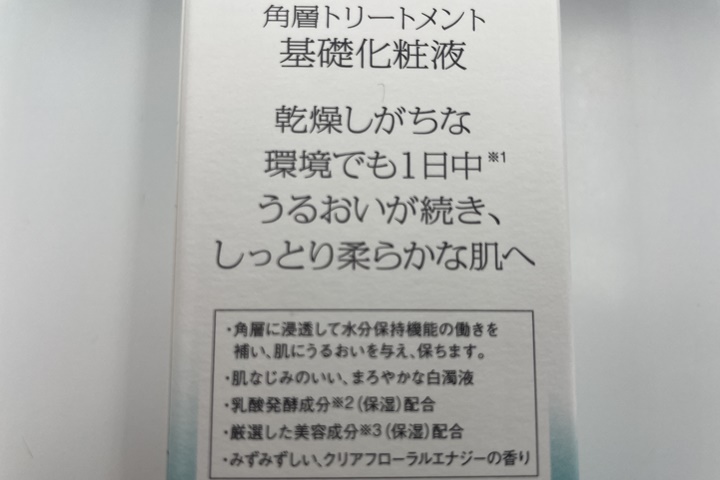 角層トリートメント
基礎化粧液
乾燥しがちな
環境でも1日中※1
うるおいが続き、
しっとり柔らかな肌へ
・角層に浸透して水分保持機能の働きを
補い、肌にうるおいを与え、保ちます。
・肌なじみのいい、まろやかな白濁液
・乳酸発酵成分※2(保湿)配合
・厳選した美容成分※3(保湿)配合
・みずみずしい、クリアフローラルエナジーの香り